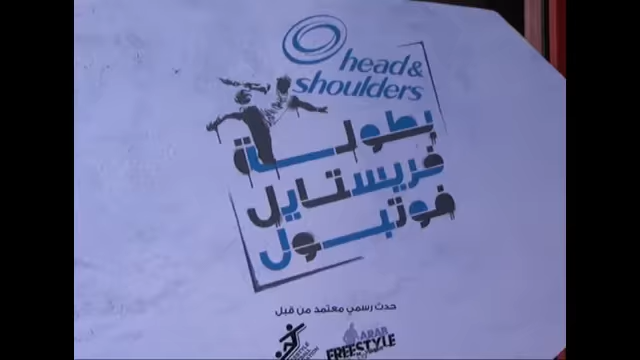 head&
shoulders
بطولة
فريستايل
فوتبول
حدث رسمي معتمد من قبل
ARAB
FREESTYLE